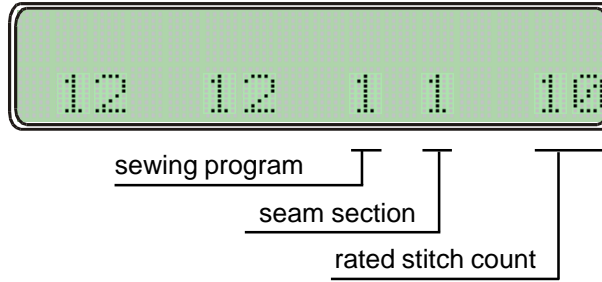 12 12 1 1 10
sewing program
seam section
rated stitch count